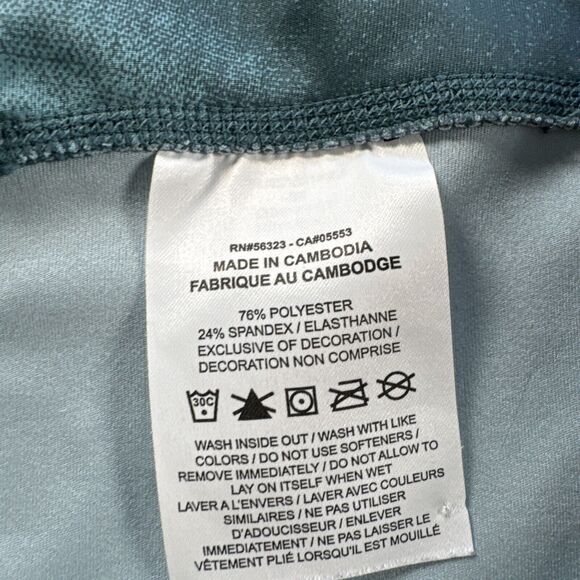 RN#56323 - CA#05553
MADE IN CAMBODIA
FABRIQUE AU CAMBODGE
76% POLYESTER
24% SPANDEX / ELASTHANNE
EXCLUSIVE OF DECORATION /
DECORATION NON COMPRISE
30C
WASH INSIDE OUT / WASH WITH LIKE
COLORS / DO NOT USE SOFTENERS /
REMOVE IMMEDIATELY / DO NOT ALLOW TO
LAY ON ITSELF WHEN WET
LAVER A L'ENVERS / LAVER AVEC COULEURS
SIMILAIRES / NE PAS UTILISER
D'ADOUCISSEUR / ENLEVER
IMMEDIATEMENT / NE PAS LAISSER LE
VÊTEMENT PLIÉ LORSQU'IL EST MOUILLÉ